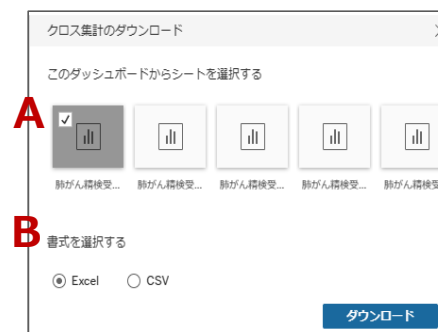 クロス集計のダウンロード
このダッシュボードからシートを選択する
A
肺がん精検受... 肺がん精検受... 肺がん精検受... 肺がん精検受... 肺がん精検受
B
書式を選択する
Excel CSV
ダウンロード